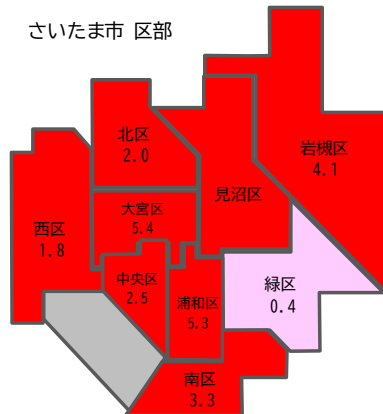 さいたま市 区部
岩槻区
4.1
北区
2.0
見沼区
大宮区
5.4
西区
1.8
中央区
2.5
緑区
0.4
浦和区
5.3
南区
3.3